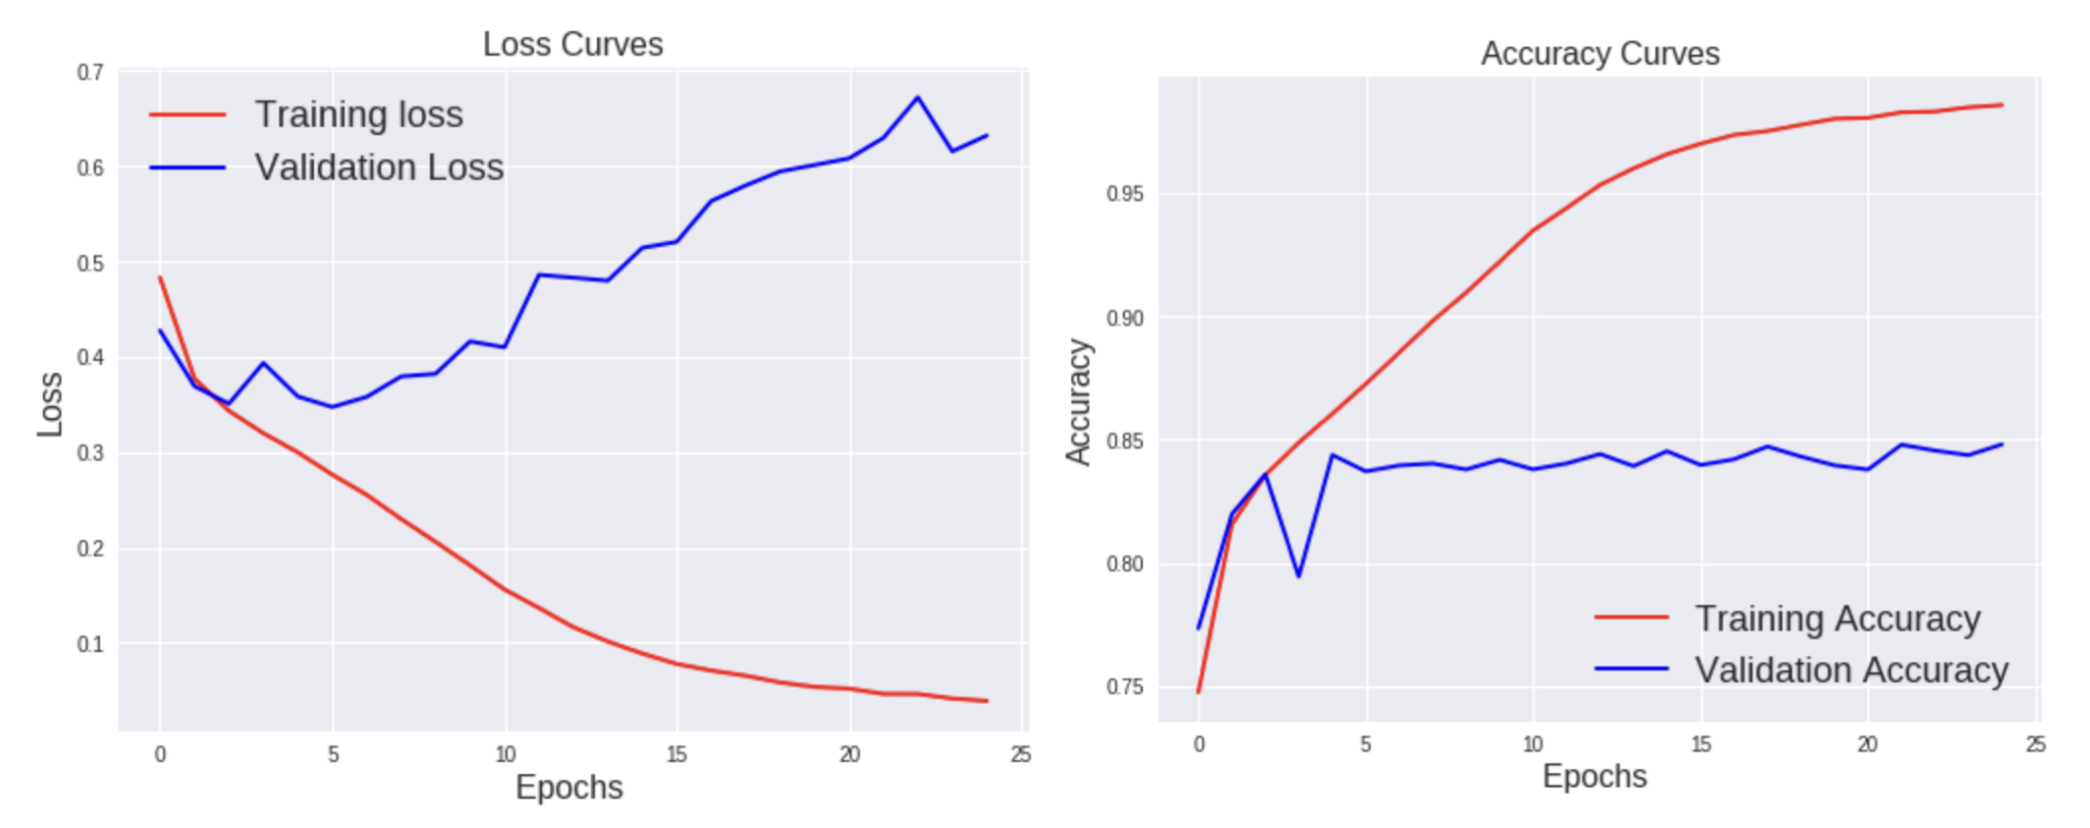 Loss Curves
0.7
0.6
0.5
0.4
0.3
0.2
0.1
Loss
Training loss
Validation Loss
0 5 10 15 20 25
Epochs
Accuracy Curves
0.95
0.90
0.85
0.80
0.75
Accuracy
Training Accuracy
Validation Accuracy
0 5 10 15 20 25
Epochs